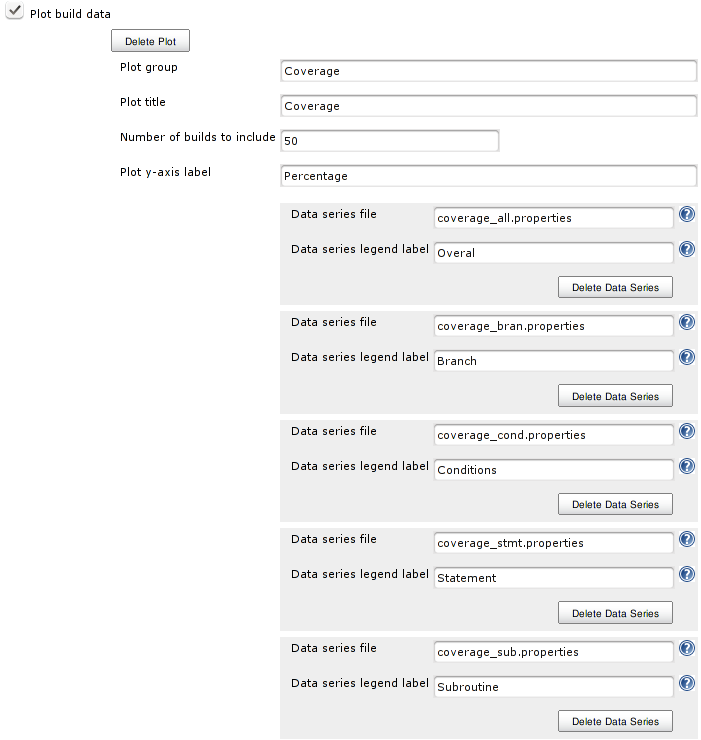 Plot build data
Delete Plot
Plot group Coverage
Plot title Coverage
Number of builds to include 50
Plot y-axis label Percentage
Data series file coverage_all.properties ?
Data series legend label Overal ?
Delete Data Series
Data series file coverage_bran.properties ?
Data series legend label Branch ?
Delete Data Series
Data series file coverage_cond.properties ?
Data series legend label Conditions ?
Delete Data Series
Data series file coverage_stmt.properties ?
Data series legend label Statement ?
Delete Data Series
Data series file coverage_sub.properties ?
Data series legend label Subroutine ?
Delete Data Series